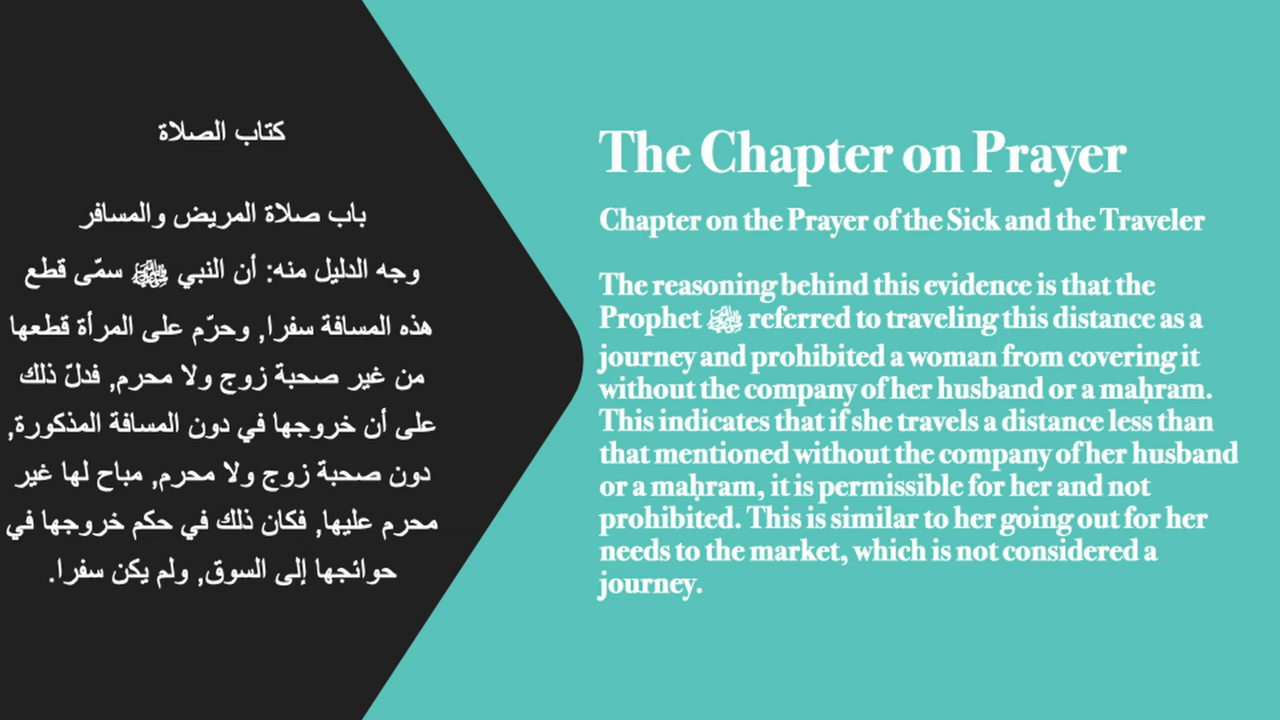 كتاب الصلاة
باب صلاة المريض والمسافر
وجه الدليل منه: أن النبي ﷺ سمّى قطع
هذه المسافة سفرا, وحرّم على المرأة قطعها
من غير صحبة زوج ولا محرم, فدلّ ذلك
على أن خروجها في دون المسافة المذكورة,
دون صحبة زوج ولا محرم, مباح لها غير
محرم عليها, فكان ذلك في حكم خروجها في
حوائجها إلى السوق, ولم يكن سفرا.
The Chapter on Prayer
Chapter on the Prayer of the Sick and the Traveler
The reasoning behind this evidence is that the
Prophet ﷺ referred to traveling this distance as a
journey and prohibited a woman from covering it
without the company of her husband or a maḥram.
This indicates that if she travels a distance less than
that mentioned without the company of her husband
or a maḥram, it is permissible for her and not
prohibited. This is similar to her going out for her
needs to the market, which is not considered a
journey.